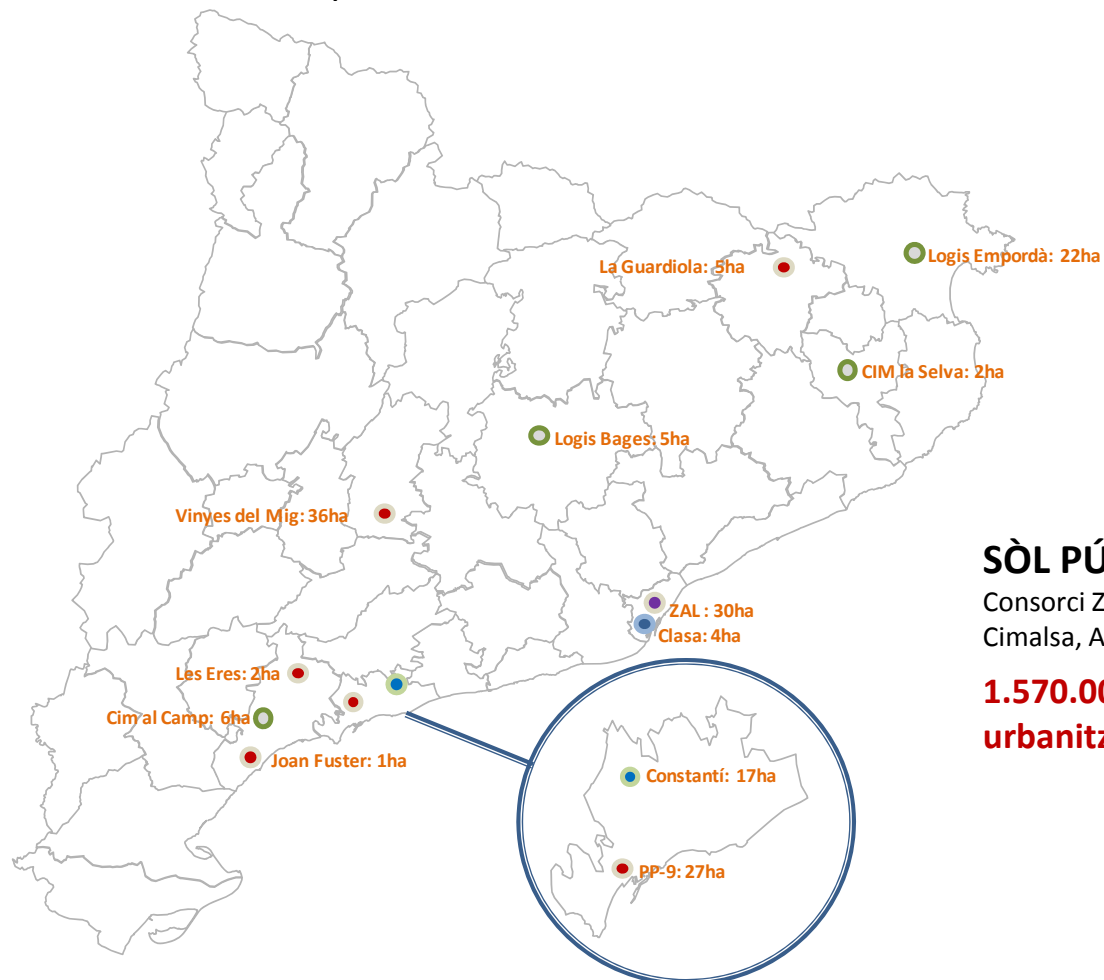 La Guardiola: 5ha
Logis Empordà: 22ha
CIM la Selva: 2ha
Logis Bages: 5ha
Vinyes del Mig: 36ha
SÒL PÚ
Consorci Z
Cimalsa, A
1.570.00
urbanitz
ZAL : 30ha
Clasa: 4ha
Les Eres: 2ha
Cim al Camp: 6ha
Joan Fuster: 1ha
Constantí: 17ha
PP-9: 27ha